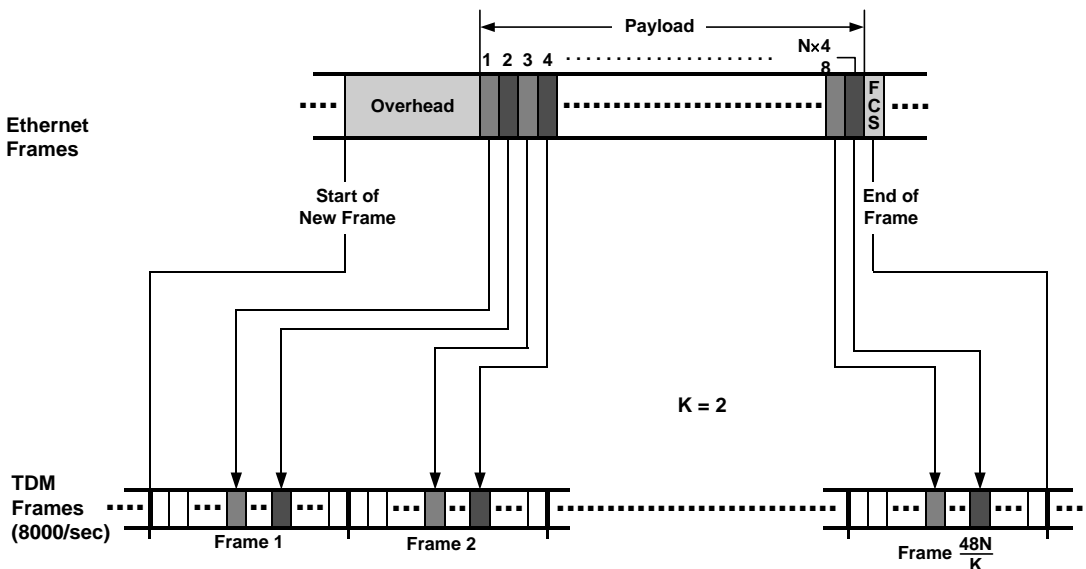 Payload
N×4
8
1 2 3 4
Overhead
F
C
S
Ethernet
Frames
Start of
New Frame
End of
Frame
K = 2
TDM
Frames
(8000/sec)
Frame 1
Frame 2
Frame 48N
K